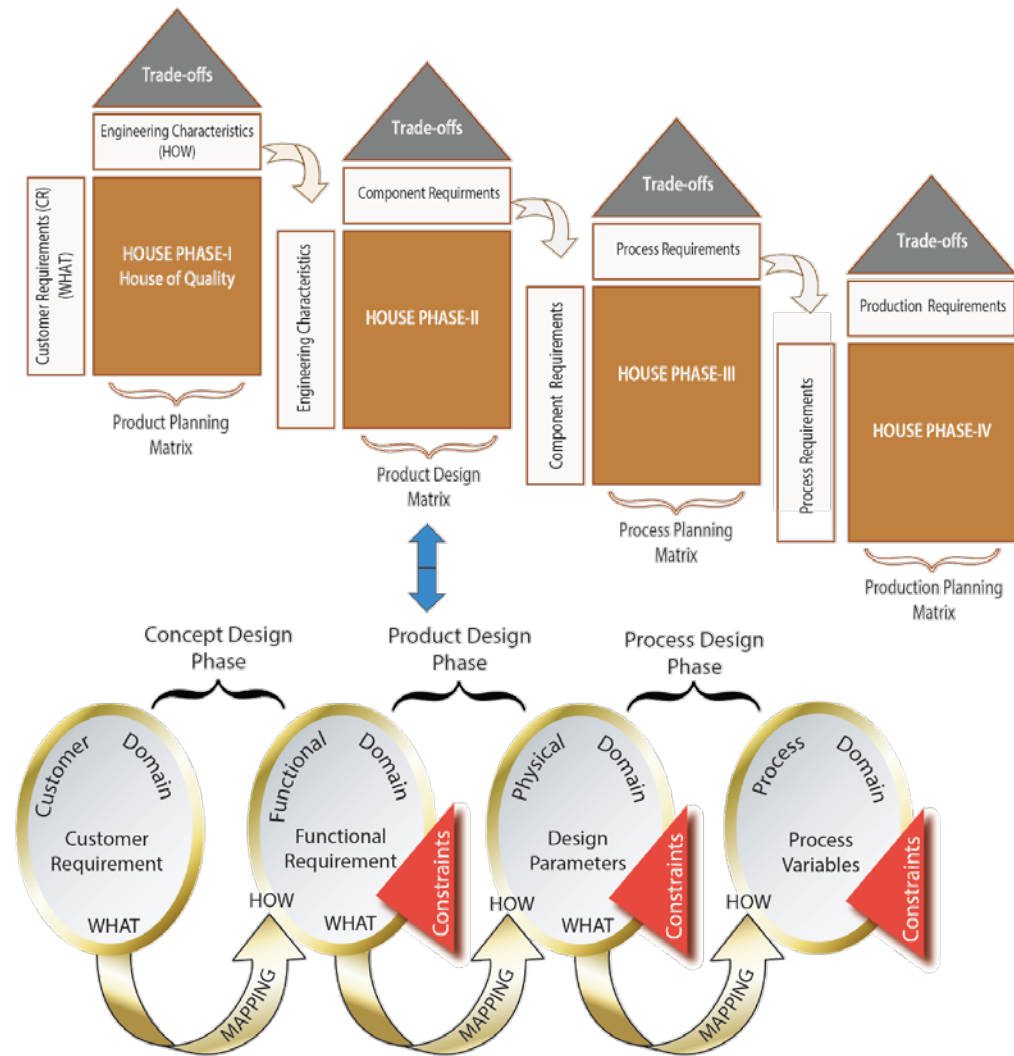 Trade-offs
Engineering Characteristics
(HOW)
Customer Requirements (CR)
(WHAT)
HOUSE PHASE-I
House of Quality
Product Planning
Matrix
Trade-offs
Component Requirments
Engineering Characteristics
HOUSE PHASE-II
Product Design
Matrix
Trade-offs
Process Requirements
Component Requirements
HOUSE PHASE-III
Process Planning
Matrix
Trade-offs
Production Requirements
Process Requirements
HOUSE PHASE-IV
Production Planning
Matrix
Concept Design
Phase
Product Design
Phase
Process Design
Phase
Customer Domain
Customer
Requirement
WHAT
MAPPING
HOW
Functional Domain
Functional
Requirement
WHAT
Constraints
MAPPING
HOW
Physical Domain
Design
Parameters
WHAT
Constraints
MAPPING
HOW
Process Domain
Process
Variables
Constraints